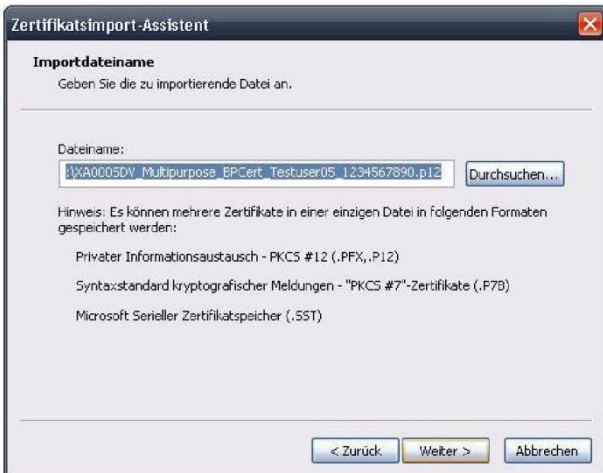 Zertifikatsimport-Assistent
Importdateiname
Geben Sie die zu importierende Datei an.
Dateiname:
:\XA0005DV_Multipurpose_EPCert_Testuser05_1234567890.p12
Durchsuchen...
Hinweis: Es können mehrere Zertifikate in einer einzigen Datei in folgenden Formaten
gespeichert werden:
Privater Informationsaustausch - PKCS #12 (.PFX,.P12)
Syntaxstandard kryptografischer Meldungen - "PKCS #7"-Zertifikate (.P7B)
Microsoft Serieller Zertifikatspeicher (.SST)
< Zurück
Weiter >
Abbrechen